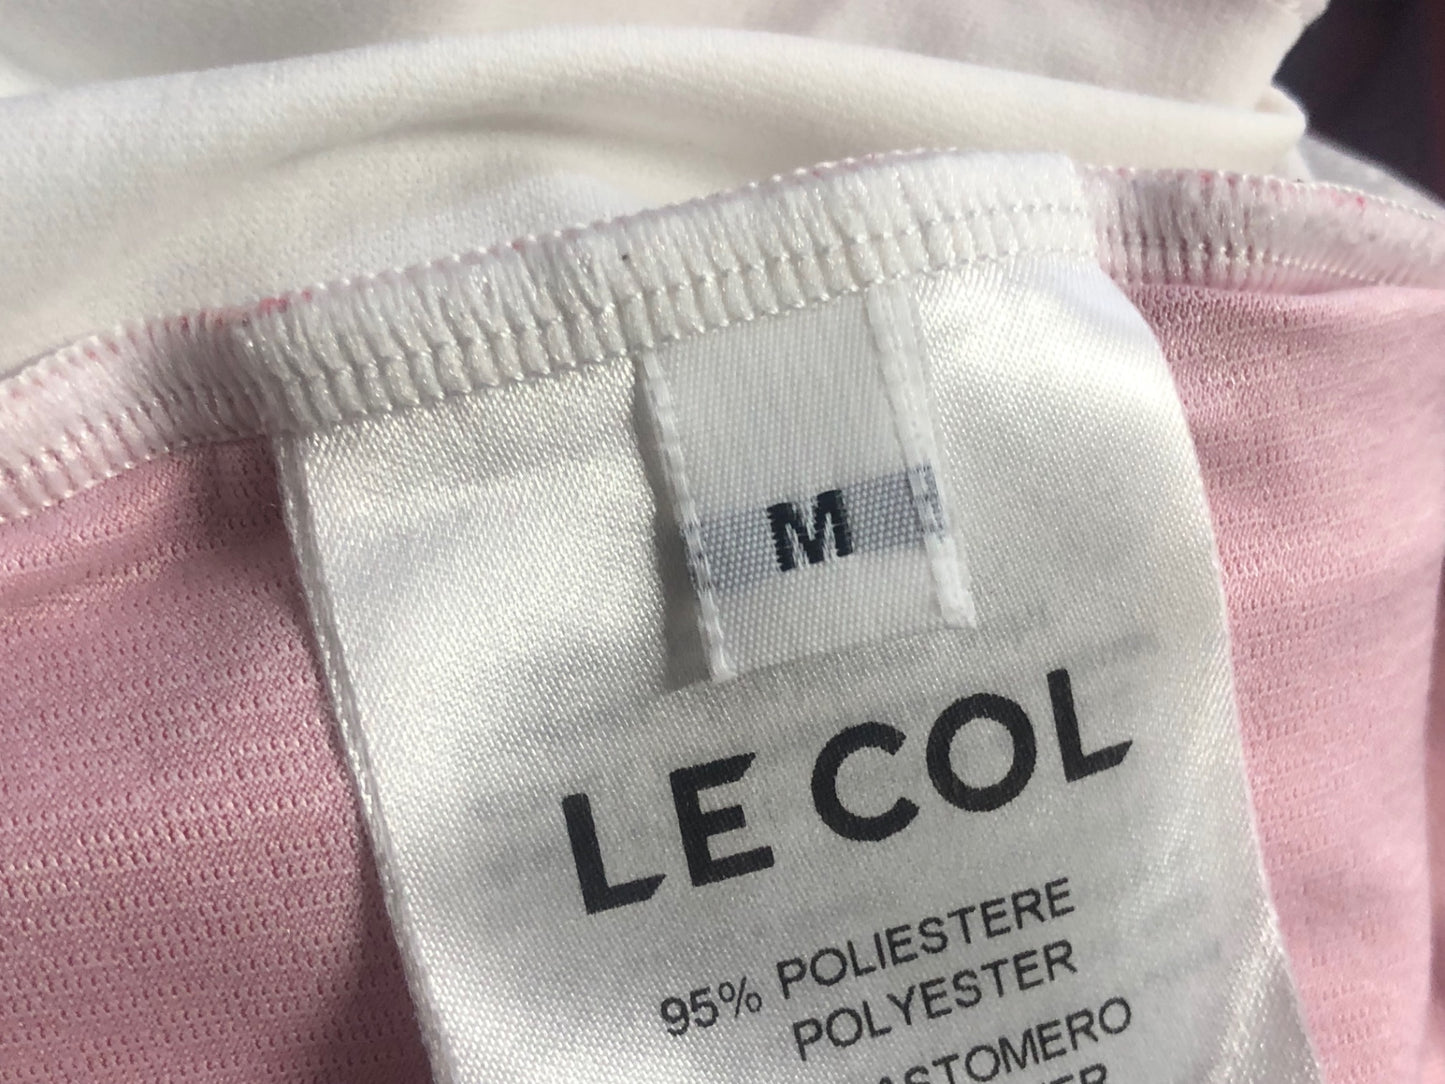 M
LE COL
95% POLIESTERE
POLYESTER